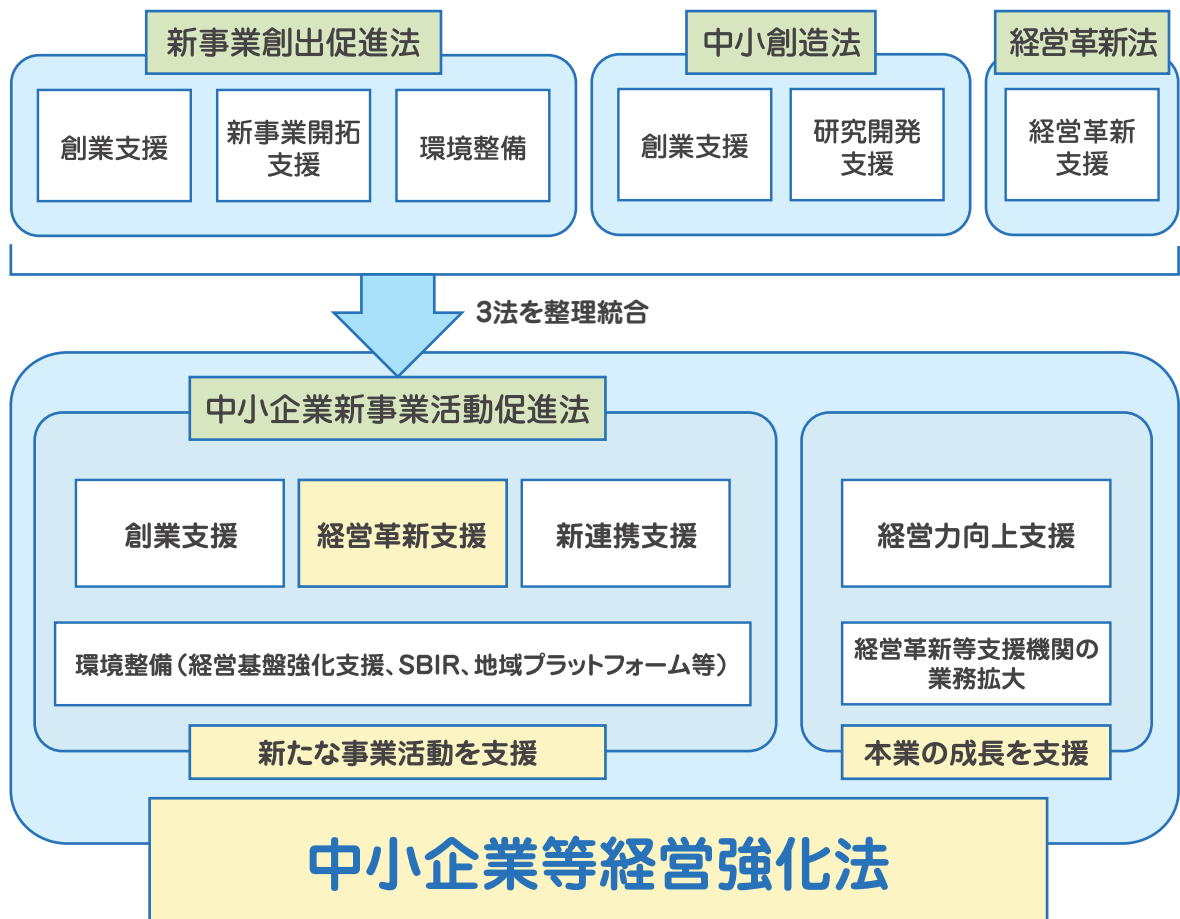 新事業創出促進法
創業支援
新事業開拓
支援
環境整備
中小創造法
創業支援
研究開発
支援
経営革新法
経営革新
支援
3法を整理統合
中小企業新事業活動促進法
創業支援
経営革新支援
新連携支援
環境整備（経営基盤強化支援、SBIR、地域プラットフォーム等）
新たな事業活動を支援
経営力向上支援
経営革新等支援機関の
業務拡大
本業の成長を支援
中小企業等経営強化法